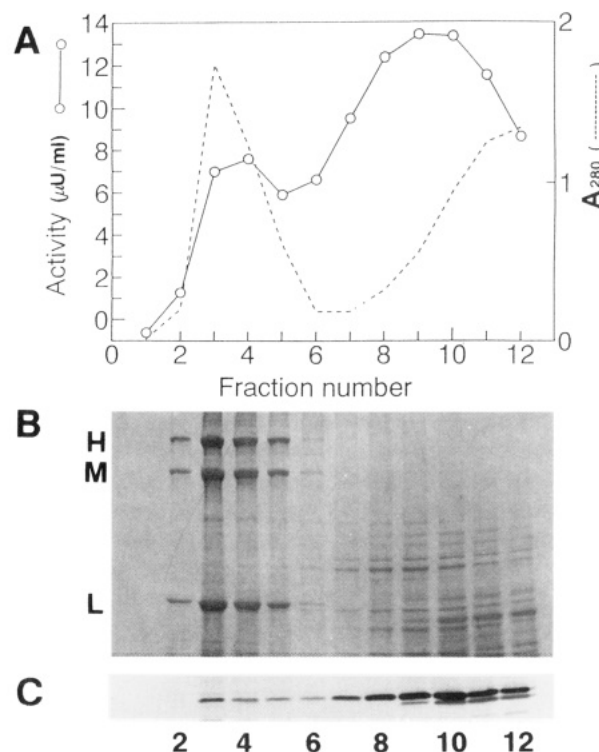 A
Activity (μU/ml)
14
12
10
8
6
4
2
0
2
1
0
A280 (-----)
0 2 4 6 8 10 12
Fraction number
B
H
M
L
C
2 4 6 8 10 12